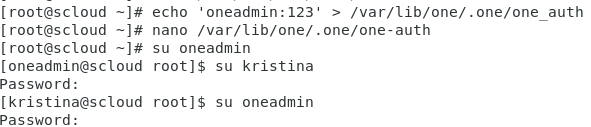 [root@scloud ~]# echo 'oneadmin:123' > /var/lib/one/.one/one_auth
[root@scloud ~]# nano /var/lib/one/.one/one-auth
[root@scloud ~]# su oneadmin
[oneadmin@scloud root]$ su kristina
Password:
[kristina@scloud root]$ su oneadmin
Password: